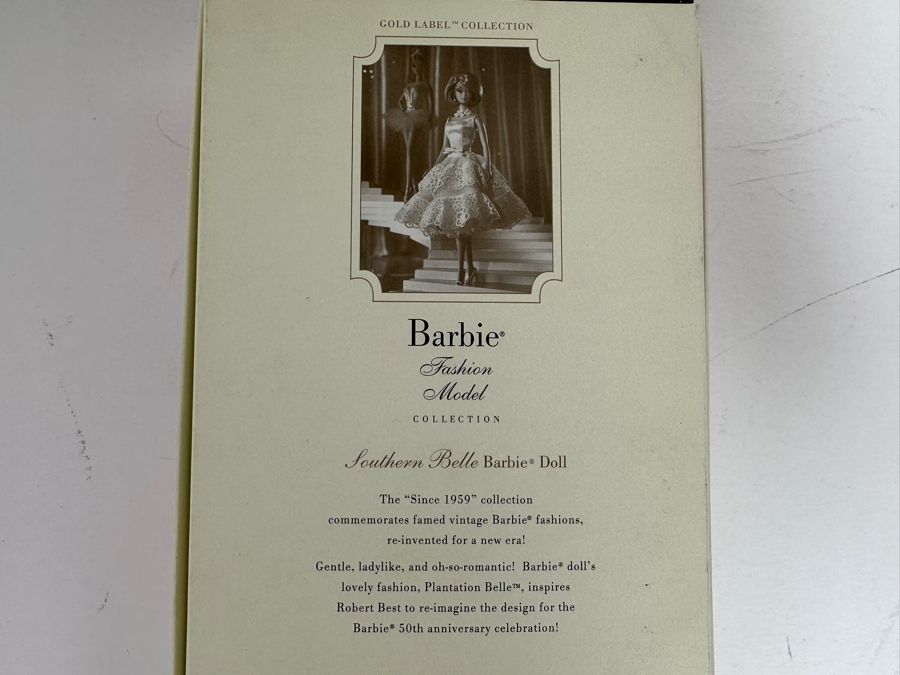 GOLD LABEL™ COLLECTION
Barbie®
Fashion
Model
COLLECTION
Southern Belle Barbie® Doll
The “Since 1959” collection
commemorates famed vintage Barbie® fashions,
re-invented for a new era!
Gentle, ladylike, and oh-so-romantic! Barbie® doll’s
lovely fashion, Plantation Belle™, inspires
Robert Best to re-imagine the design for the
Barbie® 50th anniversary celebration!